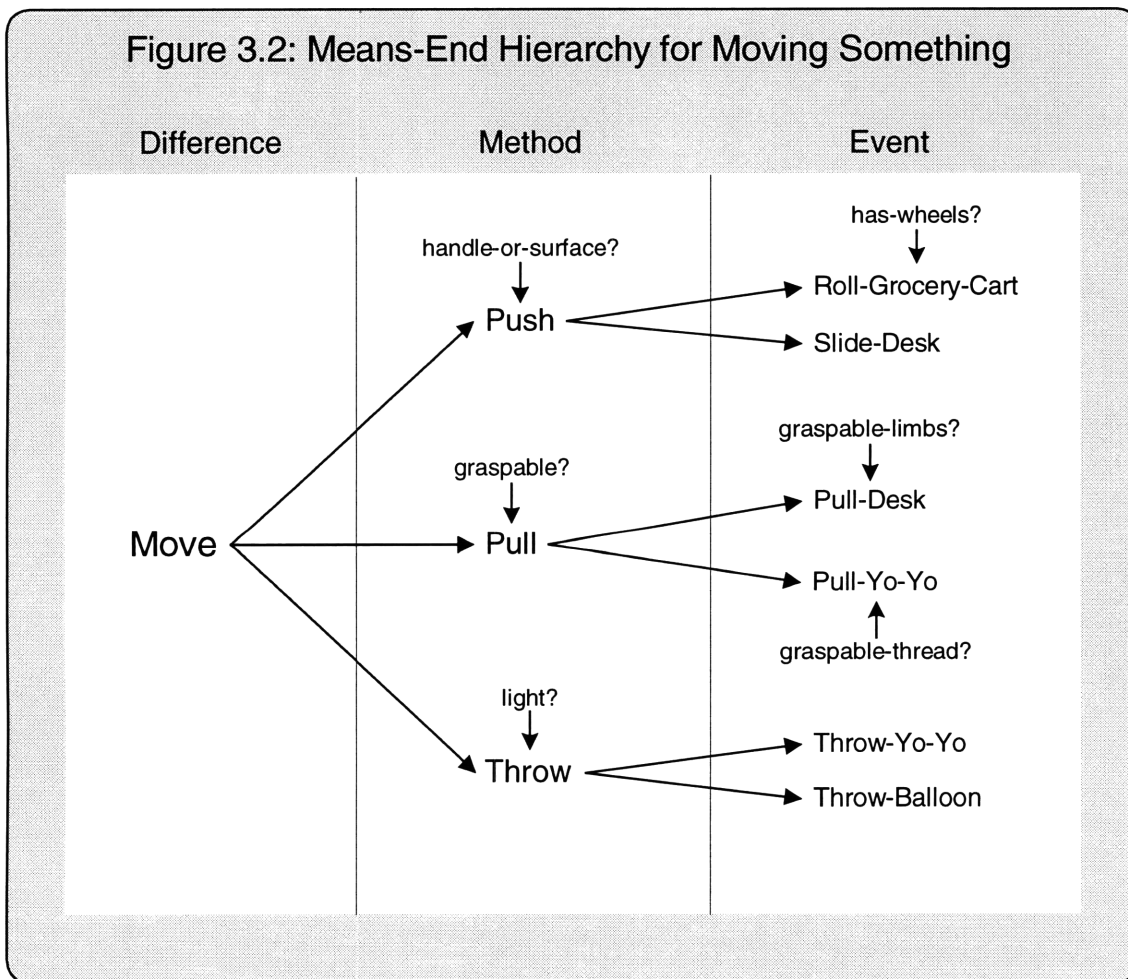 Figure 3.2: Means-End Hierarchy for Moving Something
Difference Method Event
has-wheels?
handle-or-surface?
Roll-Grocery-Cart
Push
Slide-Desk
graspable-limbs?
graspable?
Pull-Desk
Move
Pull
Pull-Yo-Yo
graspable-thread?
light?
Throw-Yo-Yo
Throw
Throw-Balloon